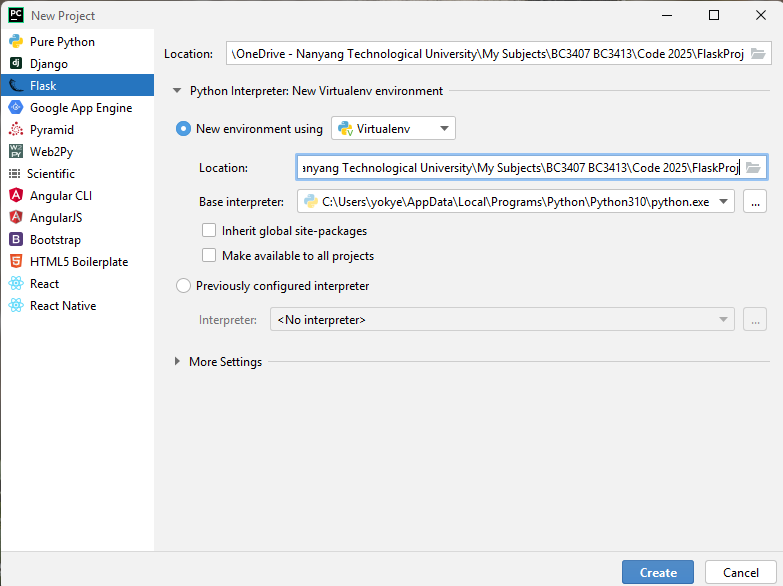 New Project
Pure Python
Django
Flask
Google App Engine
Pyramid
Web2Py
Scientific
Angular CLI
AngularJS
Bootstrap
HTML5 Boilerplate
React
React Native
Location: \OneDrive - Nanyang Technological University\My Subjects\BC3407 BC3413\Code 2025\FlaskProj
Python Interpreter: New Virtualenv environment
New environment using Virtualenv
Location: anyang Technological University\My Subjects\BC3407 BC3413\Code 2025\FlaskProj
Base interpreter: C:\Users\yokye\AppData\Local\Programs\Python\Python310\python.exe ...
Inherit global site-packages
Make available to all projects
Previously configured interpreter
Interpreter: <No interpreter> ...
More Settings
Create Cancel